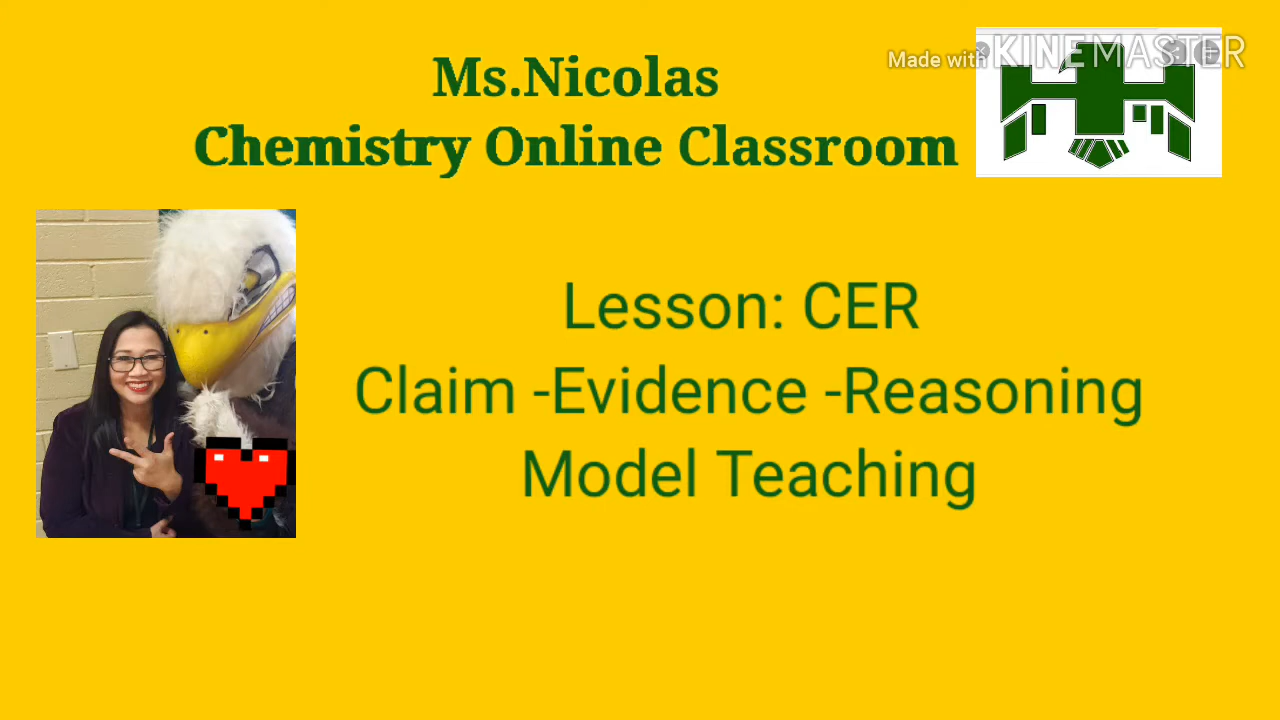 Made with KINEMASTER
Ms.Nicolas
Chemistry Online Classroom
Lesson: CER
Claim -Evidence -Reasoning
Model Teaching